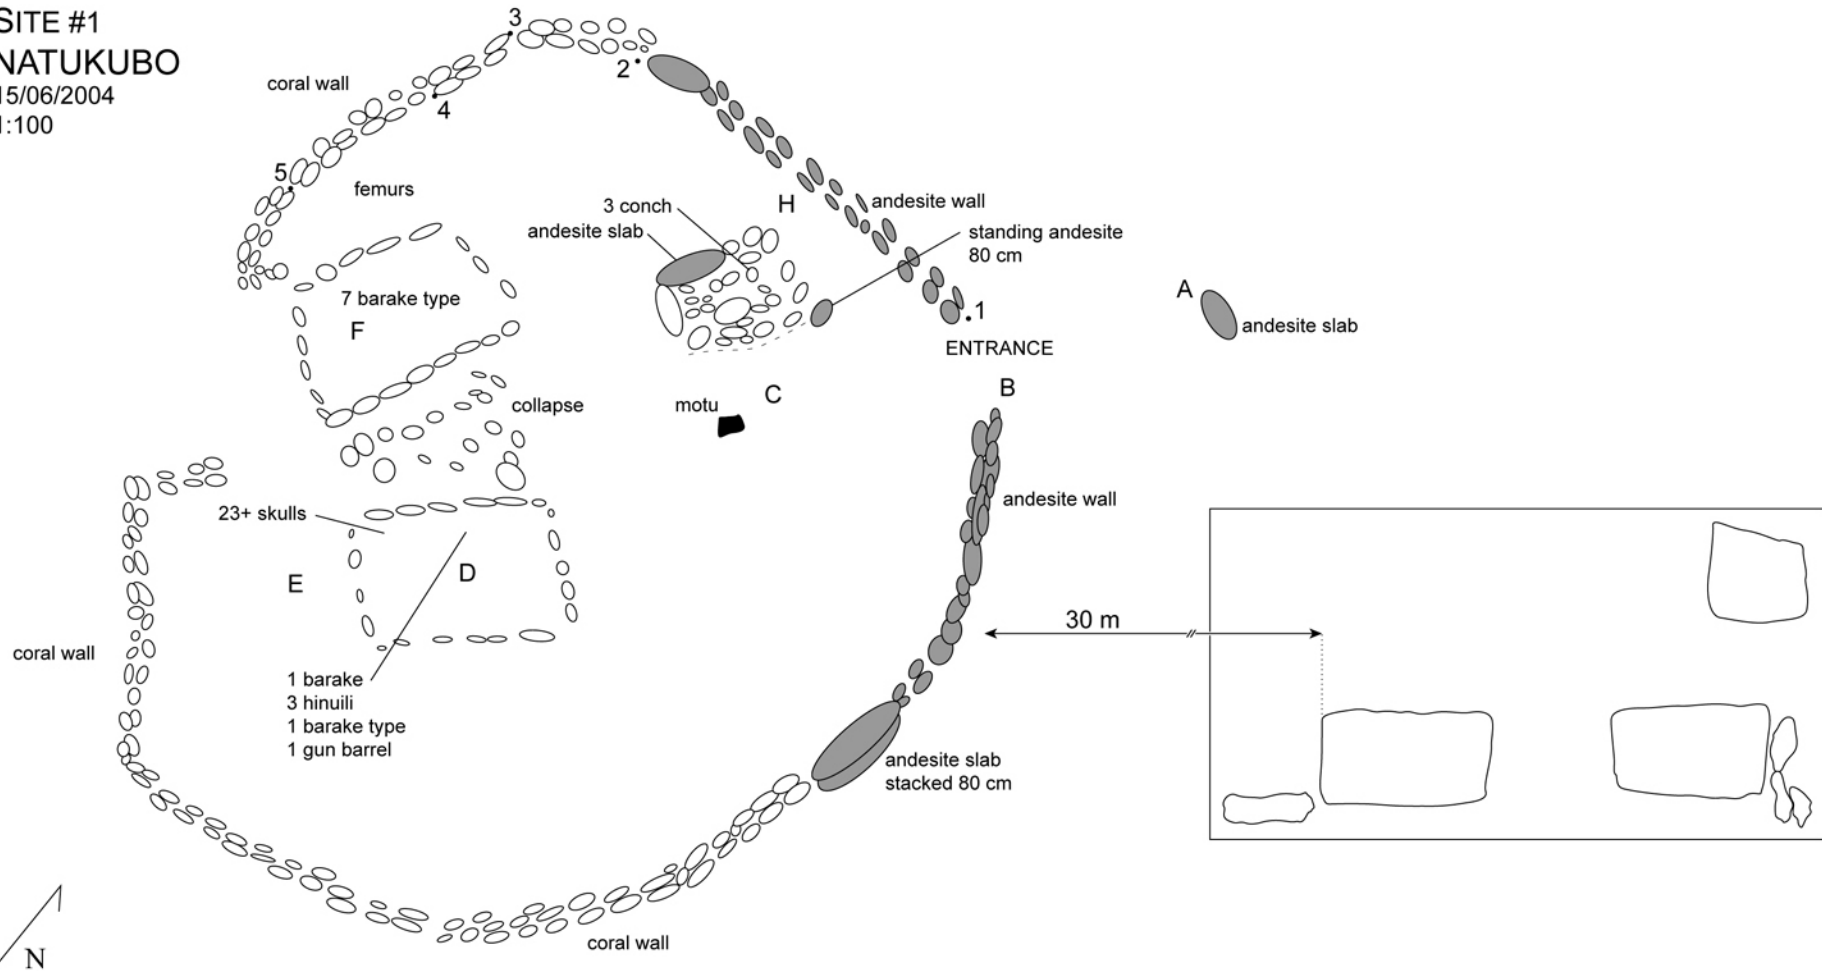 SITE #1
NATUKUBO
15/06/2004
1:100
3
2
coral wall
4
5
femurs
3 conch
H
andesite wall
andesite slab
standing andesite
80 cm
A
7 barake type
1
andesite slab
F
ENTRANCE
B
C
motu
collapse
andesite wall
23+ skulls
D
E
30 m
coral wall
1 barake
3 hinuili
1 barake type
1 gun barrel
andesite slab
stacked 80 cm
coral wall
N